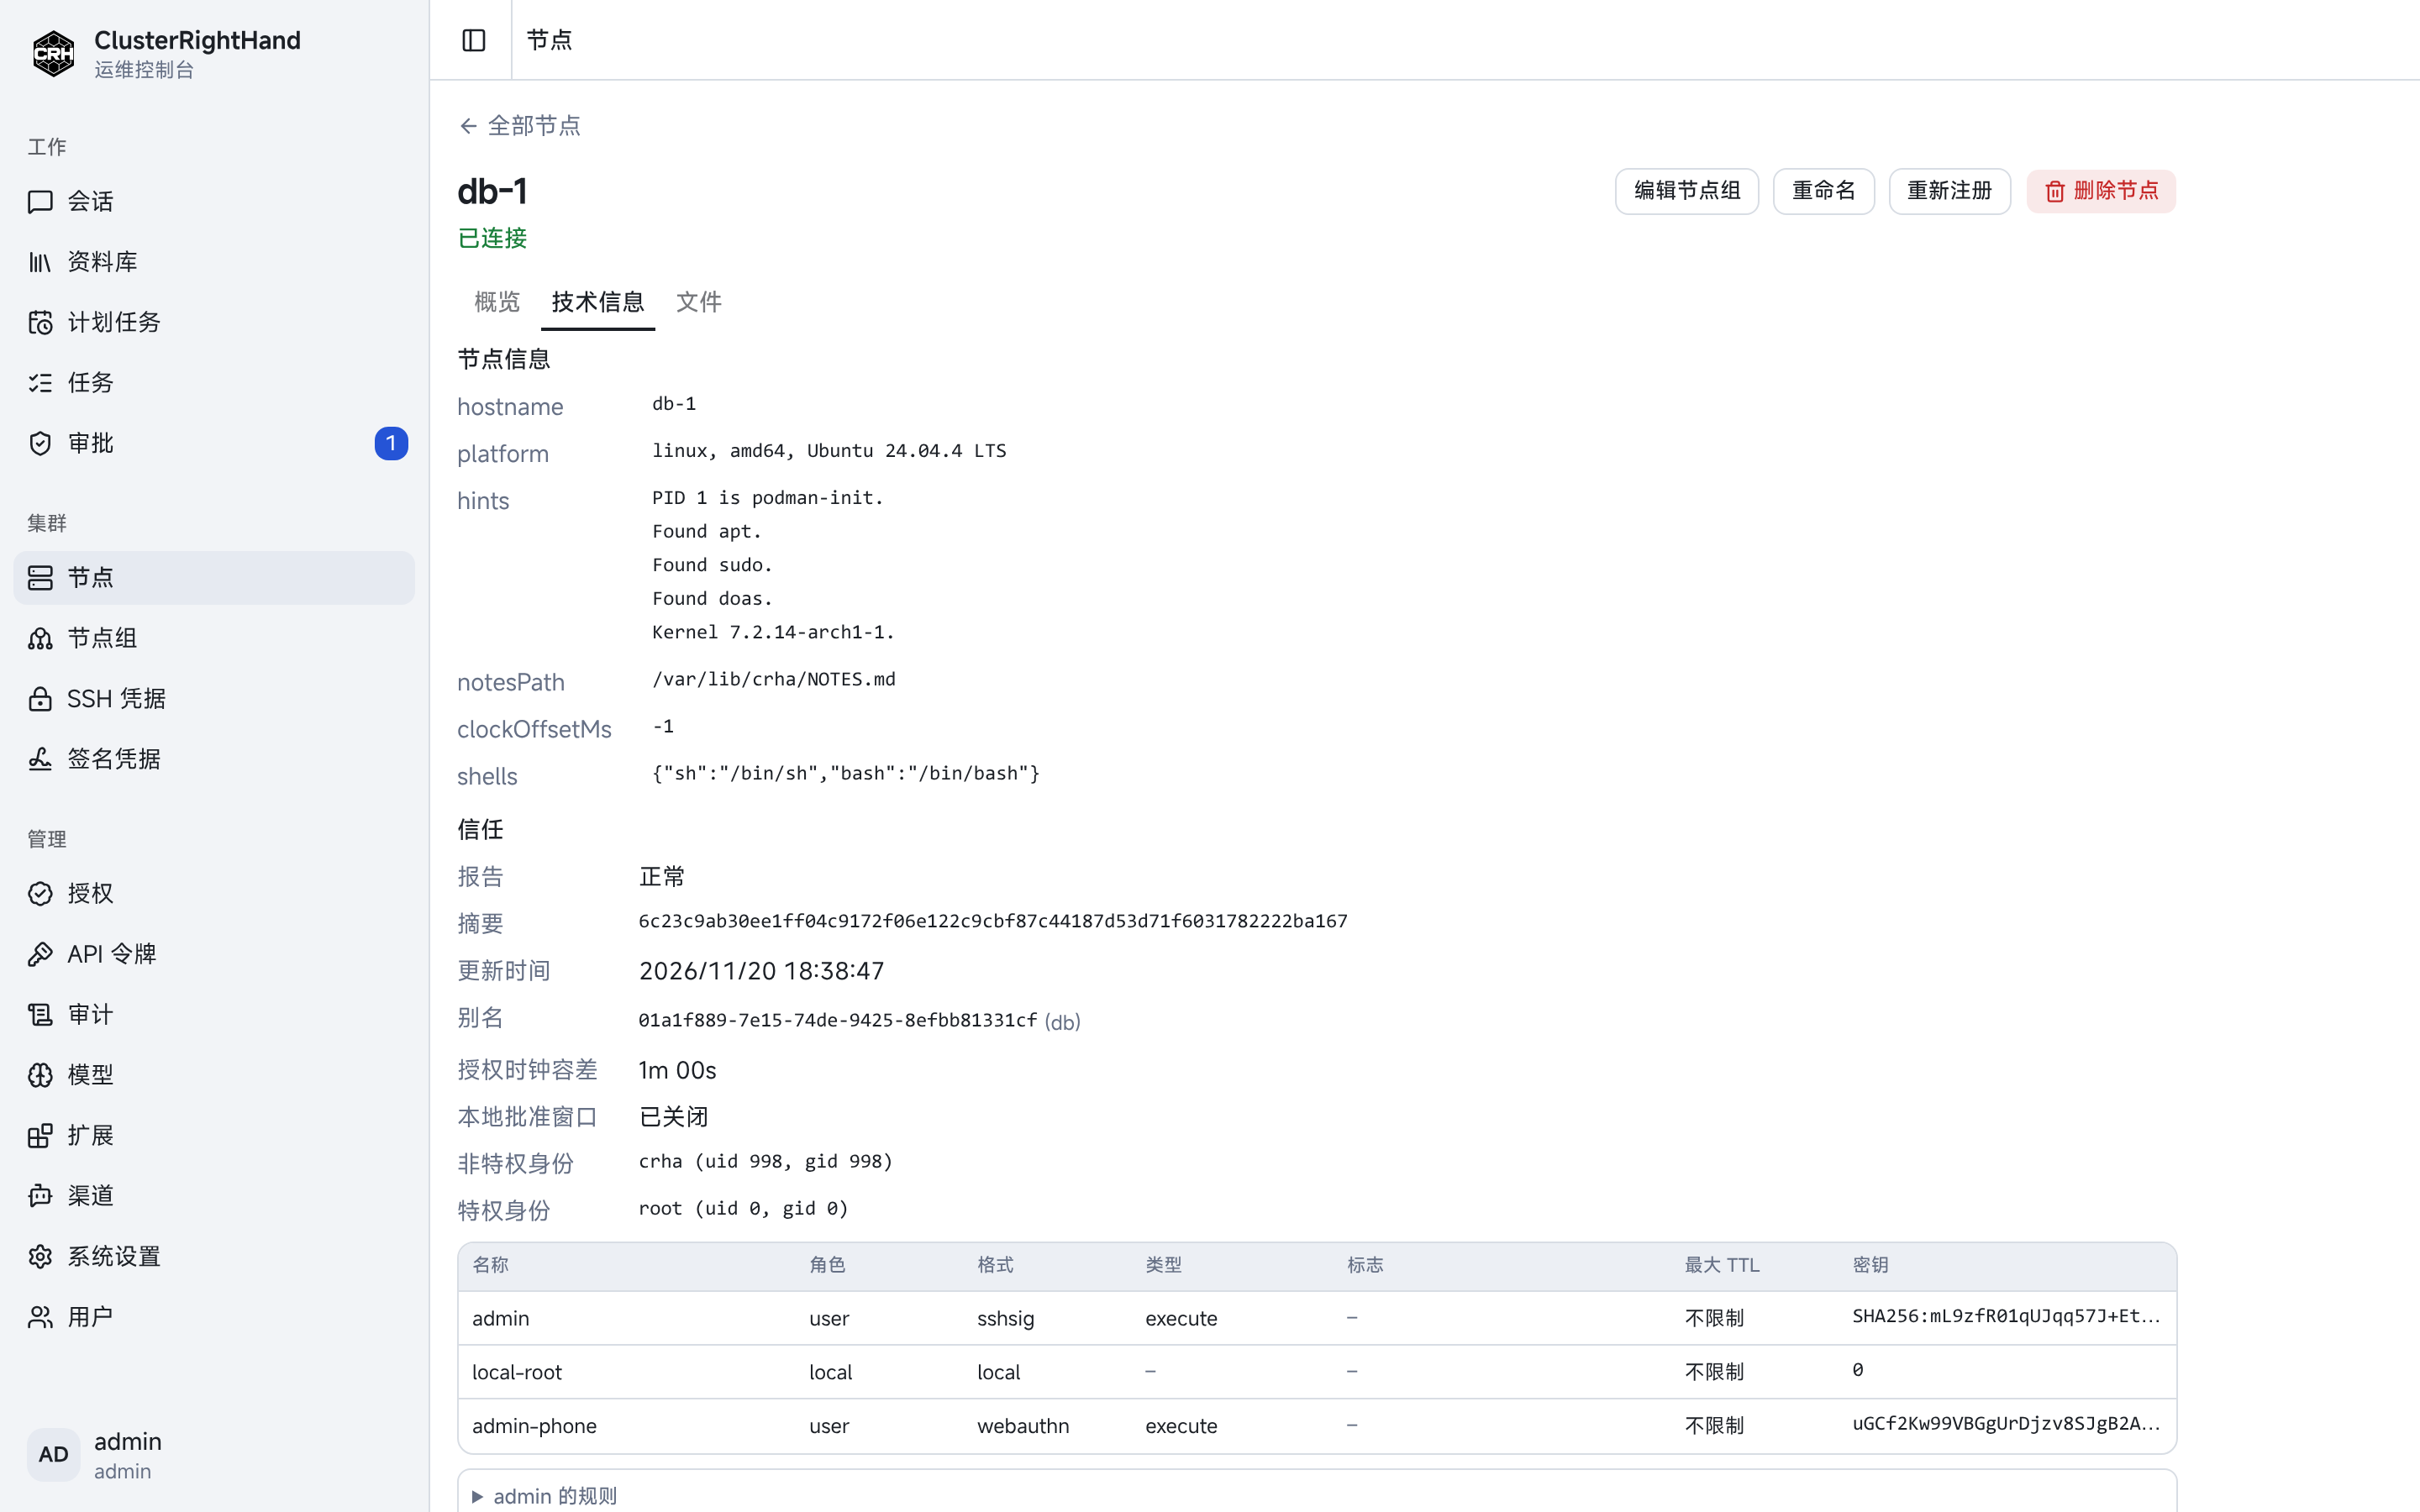 ClusterRightHand
运维控制台
工作
会话
资料库
计划任务
任务
审批 1
集群
节点
节点组
SSH 凭据
签名凭据
管理
授权
API 令牌
审计
模型
扩展
渠道
系统设置
用户
AD
admin
admin
节点
← 全部节点
db-1
已连接
编辑节点组 重命名 重新注册 删除节点
概览 技术信息 文件
节点信息
hostname db-1
platform linux, amd64, Ubuntu 24.04.4 LTS
hints PID 1 is podman-init.
Found apt.
Found sudo.
Found doas.
Kernel 7.2.14-arch1-1.
notesPath /var/lib/crha/NOTES.md
clockOffsetMs -1
shells {"sh":"/bin/sh","bash":"/bin/bash"}
信任
报告 正常
摘要 6c23c9ab30ee1ff04c9172f06e122c9cbf87c44187d53d71f6031782222ba167
更新时间 2026/11/20 18:38:47
别名 01a1f889-7e15-74de-9425-8efbb81331cf (db)
授权时钟容差 1m 00s
本地批准窗口 已关闭
非特权身份 crha (uid 998, gid 998)
特权身份 root (uid 0, gid 0)
名称 角色 格式 类型 标志 最大 TTL 密钥
admin user sshsig execute – 不限制 SHA256:mL9zfR01qUJqq57J+Et…
local-root local local – – 不限制 0
admin-phone user webauthn execute – 不限制 uGCf2Kw99VBGgUrDjzv8SJgB2A…
▶ admin 的规则